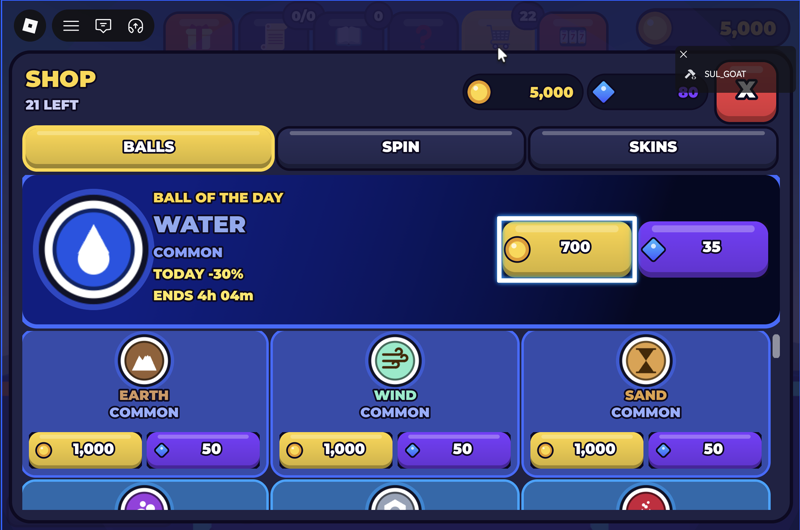 0/0
0
22
5,000
SUL_GOAT
SHOP
21 LEFT
5,000
80
X
BALLS
SPIN
SKINS
BALL OF THE DAY
WATER
COMMON
TODAY -30%
ENDS 4h 04m
700
35
EARTH
COMMON
WIND
COMMON
SAND
COMMON
1,000
50
1,000
50
1,000
50